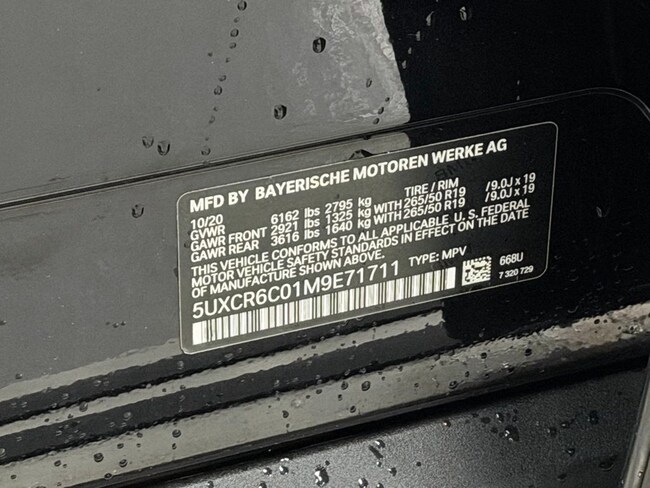 MFD BY BAYERISCHE MOTOREN WERKE AG
10/20 TIRE / RIM
GVWR 6162 lbs 2795 kg
GAWR FRONT 2921 lbs 1325 kg WITH 265/50 R19 /9.0J x 19
GAWR REAR 3616 lbs 1640 kg WITH 265/50 R19 /9.0J x 19
THIS VEHICLE CONFORMS TO ALL APPLICABLE U. S. FEDERAL
MOTOR VEHICLE SAFETY STANDARDS IN EFFECT ON THE DATE
OF MANUFACTURE SHOWN ABOVE.
5UXCR6C01M9E71711 TYPE: MPV 668U
7 320 729